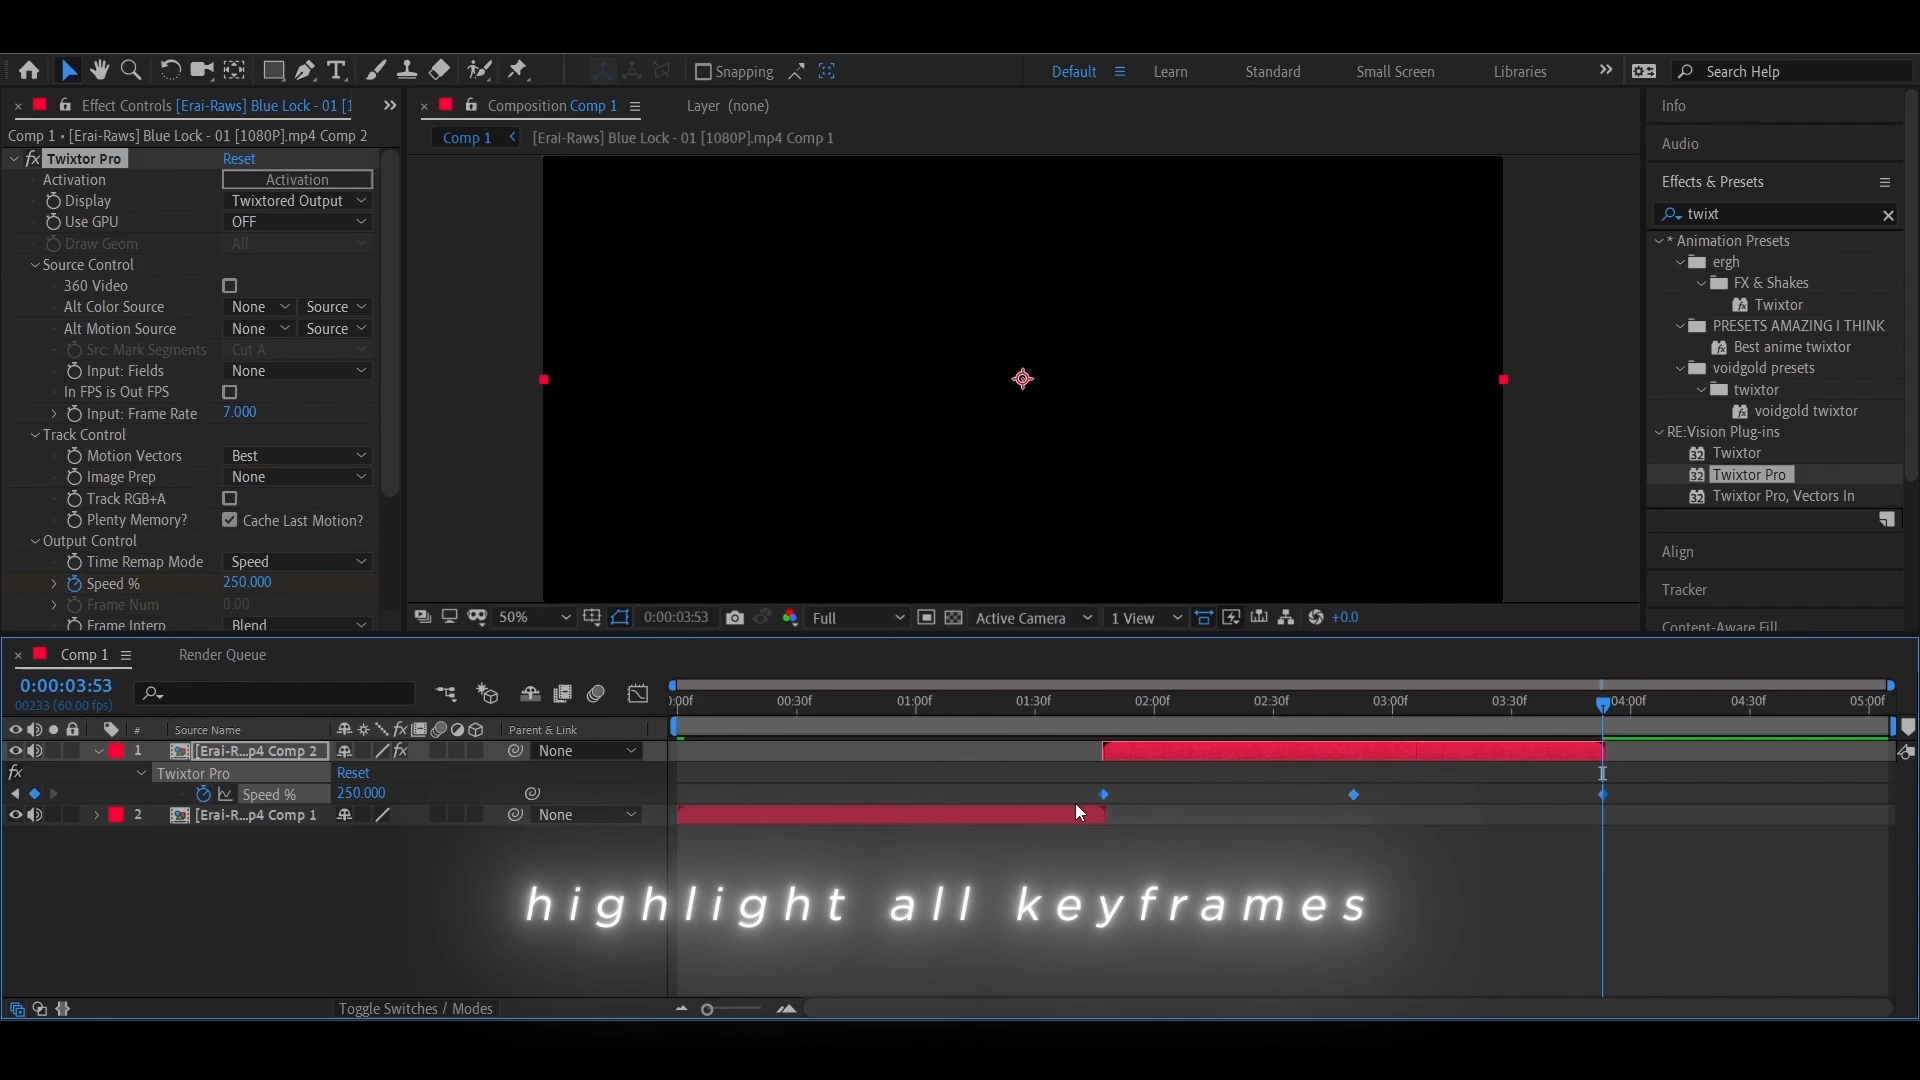 Snapping
Default
Learn
Standard
Small Screen
Libraries
Search Help
Effect Controls [Erai-Raws] Blue Lock - 01 [1
Composition Comp 1
Layer (none)
Info
Comp 1 • [Erai-Raws] Blue Lock - 01 [1080P].mp4 Comp 2
Comp 1
[Erai-Raws] Blue Lock - 01 [1080P].mp4 Comp 1
Audio
fx Twixtor Pro Reset
Activation Activation
Display Twixtored Output
Use GPU OFF
Draw Geom All
Source Control
360 Video
Alt Color Source None Source
Alt Motion Source None Source
Src: Mark Segments Cut A
Input: Fields None
In FPS is Out FPS
Input: Frame Rate 7.000
Track Control
Motion Vectors Best
Image Prep None
Track RGB+A
Plenty Memory? Cache Last Motion?
Output Control
Time Remap Mode Speed
Speed % 250.000
Frame Num 0.00
Frame Interp Blend
50%
0:00:03:53
Full
Active Camera
1 View
+0.0
Effects & Presets
twixt
* Animation Presets
ergh
FX & Shakes
Twixtor
PRESETS AMAZING I THINK
Best anime twixtor
voidgold presets
twixtor
voidgold twixtor
RE:Vision Plug-ins
32 Twixtor
32 Twixtor Pro
32 Twixtor Pro, Vectors In
Align
Tracker
Content-Aware Fill
Comp 1
Render Queue
0:00:03:53
00233 (60.00 fps)
):00f 00:30f 01:00f 01:30f 02:00f 02:30f 03:00f 03:30f 04:00f 04:30f 05:00f
# Source Name fx Parent & Link
1 [Erai-R...p4 Comp 2 fx None
fx Twixtor Pro Reset
Speed % 250.000
2 [Erai-R...p4 Comp 1 None
highlight all keyframes
Toggle Switches / Modes